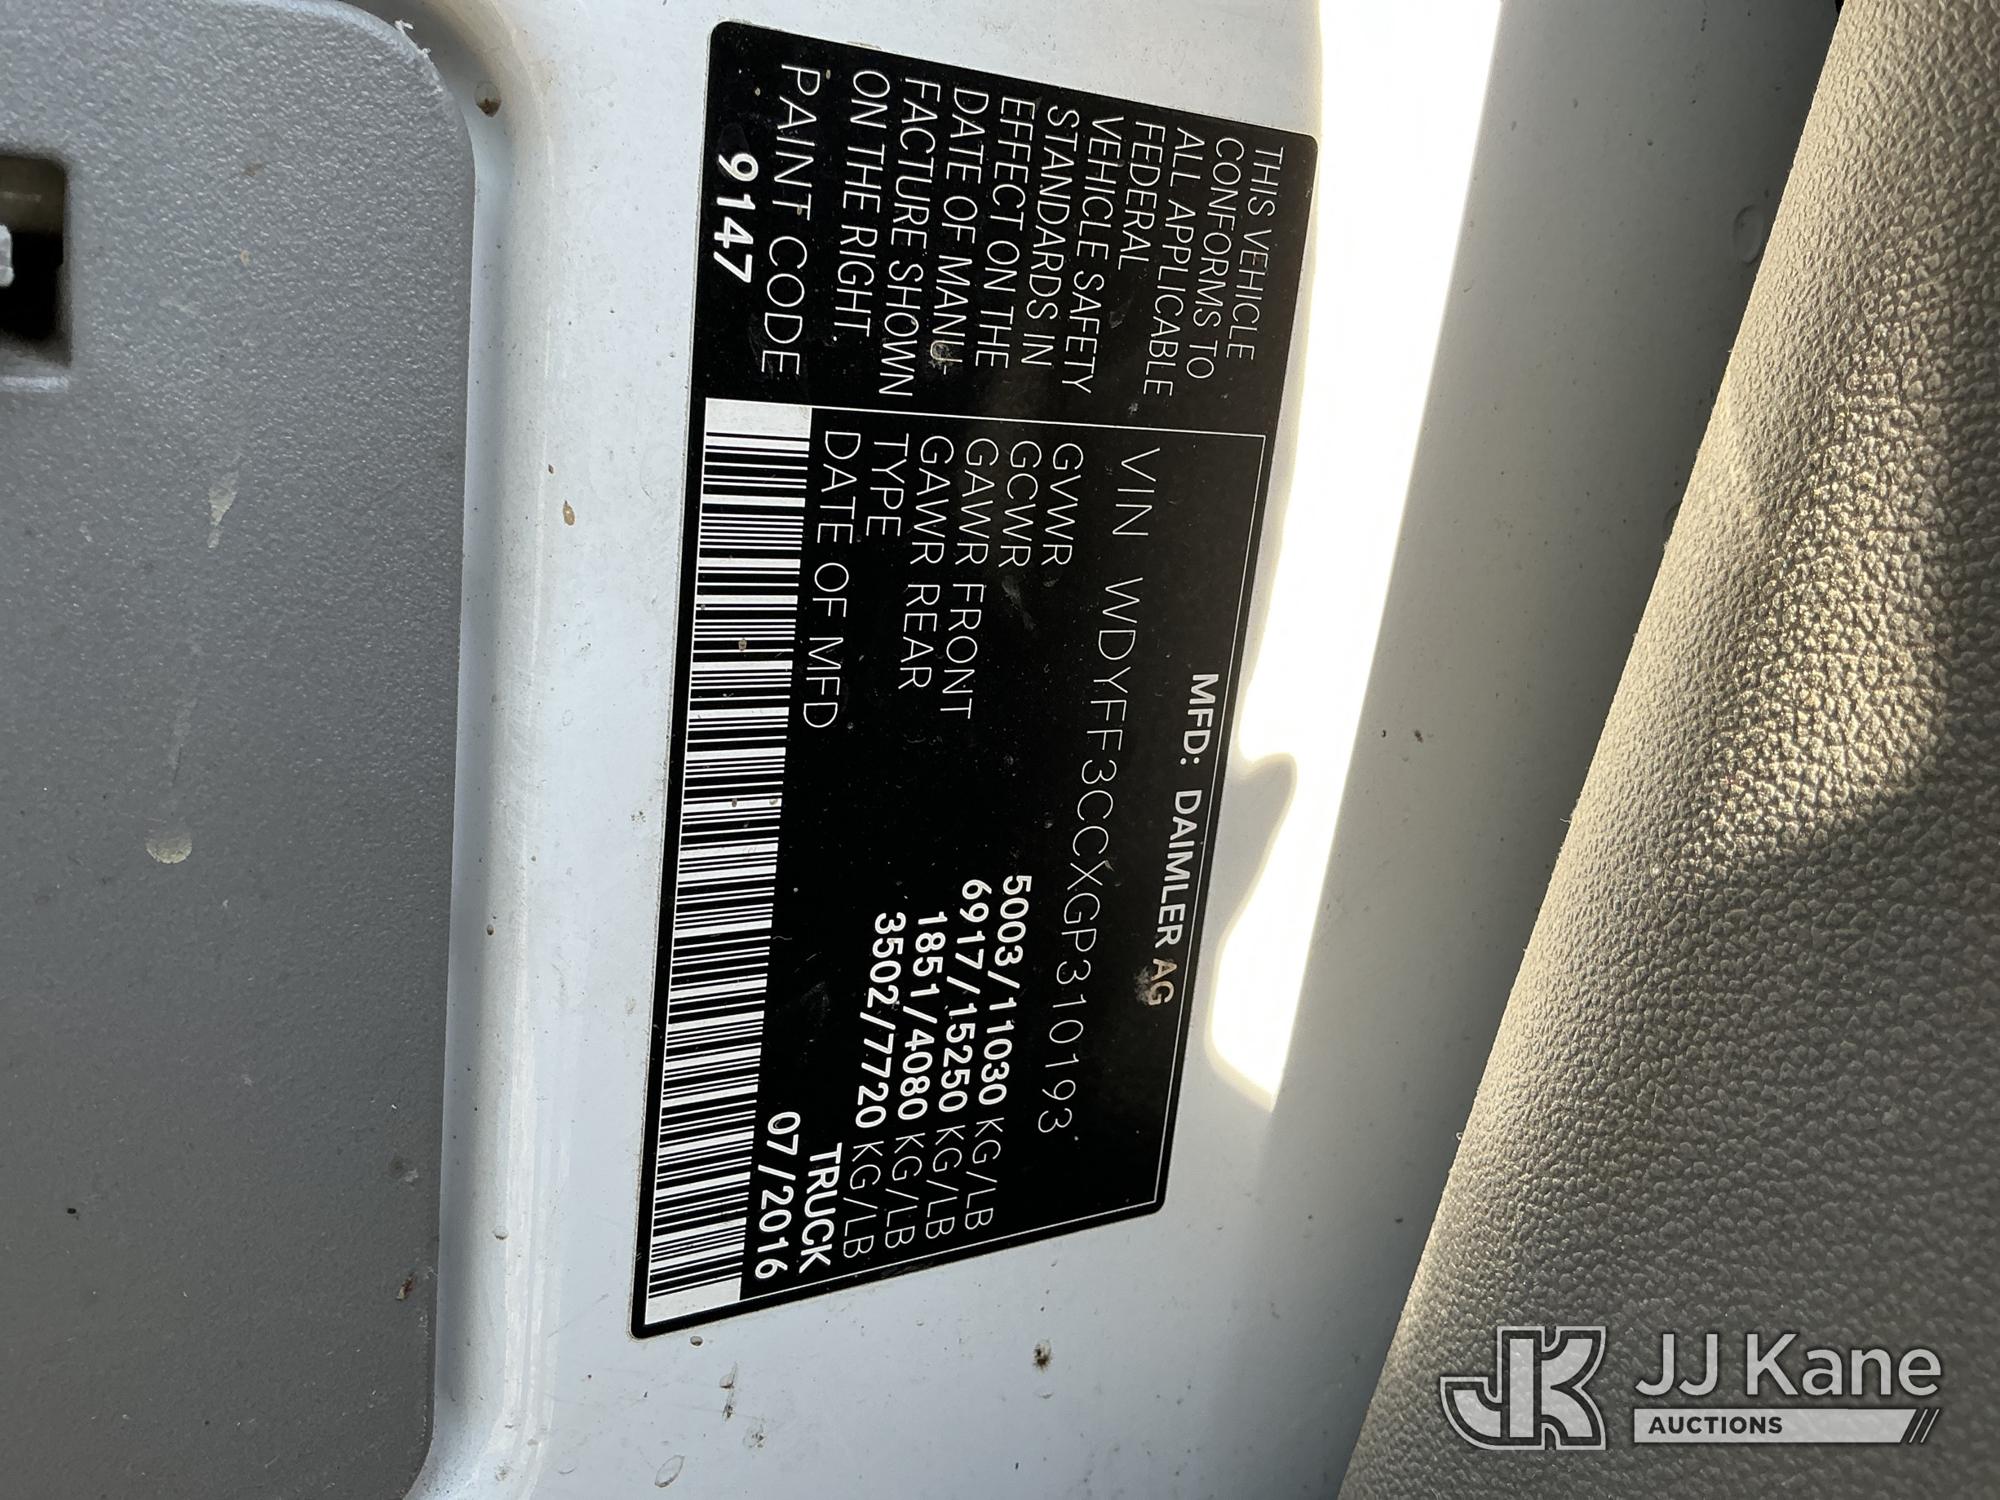 MFD: DAIMLER AG
THIS VEHICLE
CONFORMS TO
ALL APPLICABLE
FEDERAL
VEHICLE SAFETY
STANDARDS IN
EFFECT ON THE
DATE OF MANU-
FACTURE SHOWN
ON THE RIGHT
PAINT CODE
9147
VIN WDYFF3CCXGP310193
GVWR 5003/11030 KG/LB
GCWR 6917/15250 KG/LB
GAWR FRONT 1851/4080 KG/LB
GAWR REAR 3502/7720 KG/LB
TYPE TRUCK
DATE OF MFD 07/2016
JK JJ Kane
AUCTIONS